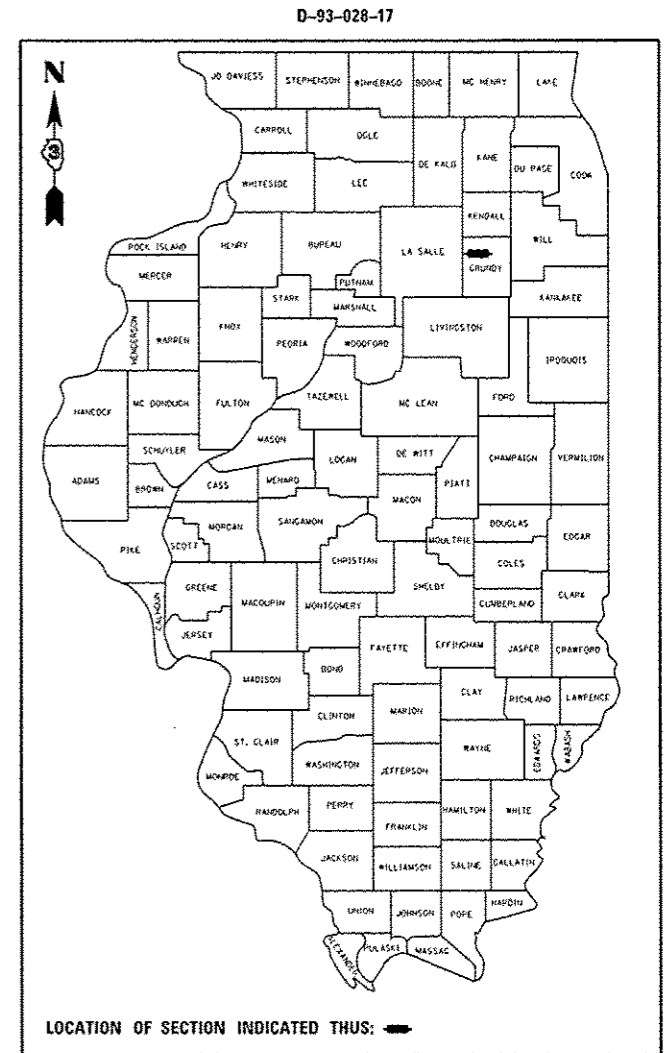 D-93-028-17
N
JO DAVIESS STEPHENSON WINNEBAGO BOONE MC HENRY LAKE
CARROLL OGLE
DE KALB KANE DU PAGE COOK
WHITESIDE LEE
KENDALL
ROCK ISLAND HENRY BUREAU LA SALLE WILL
GRUNDY
MERCER PUTNAM
STARK MARSHALL KANKAKEE
HENDERSON WARREN KNOX PEORIA WOODFORD LIVINGSTON
IROQUOIS
HANCOCK MC DONOUGH FULTON TAZEWELL MC LEAN FORD
MASON
SCHUYLER LOGAN DE WITT
ADAMS BROWN CASS MENARD MACON PIATT CHAMPAIGN VERMILION
PIKE SCOTT MORGAN SANGAMON CHRISTIAN MOULTRIE DOUGLAS EDGAR
COLES
CALHOUN GREENE MACOUPIN MONTGOMERY SHELBY CUMBERLAND CLARK
JERSEY
FAYETTE EFFINGHAM JASPER CRAWFORD
MADISON BOND
CLAY RICHLAND LAWRENCE
CLINTON MARION
ST. CLAIR WAYNE EDWARDS WABASH
MONROE WASHINGTON JEFFERSON
RANDOLPH PERRY HAMILTON WHITE
FRANKLIN
JACKSON WILLIAMSON SALINE GALLATIN
UNION JOHNSON POPE HARDIN
ALEXANDER PULASKI MASSAC
LOCATION OF SECTION INDICATED THUS: